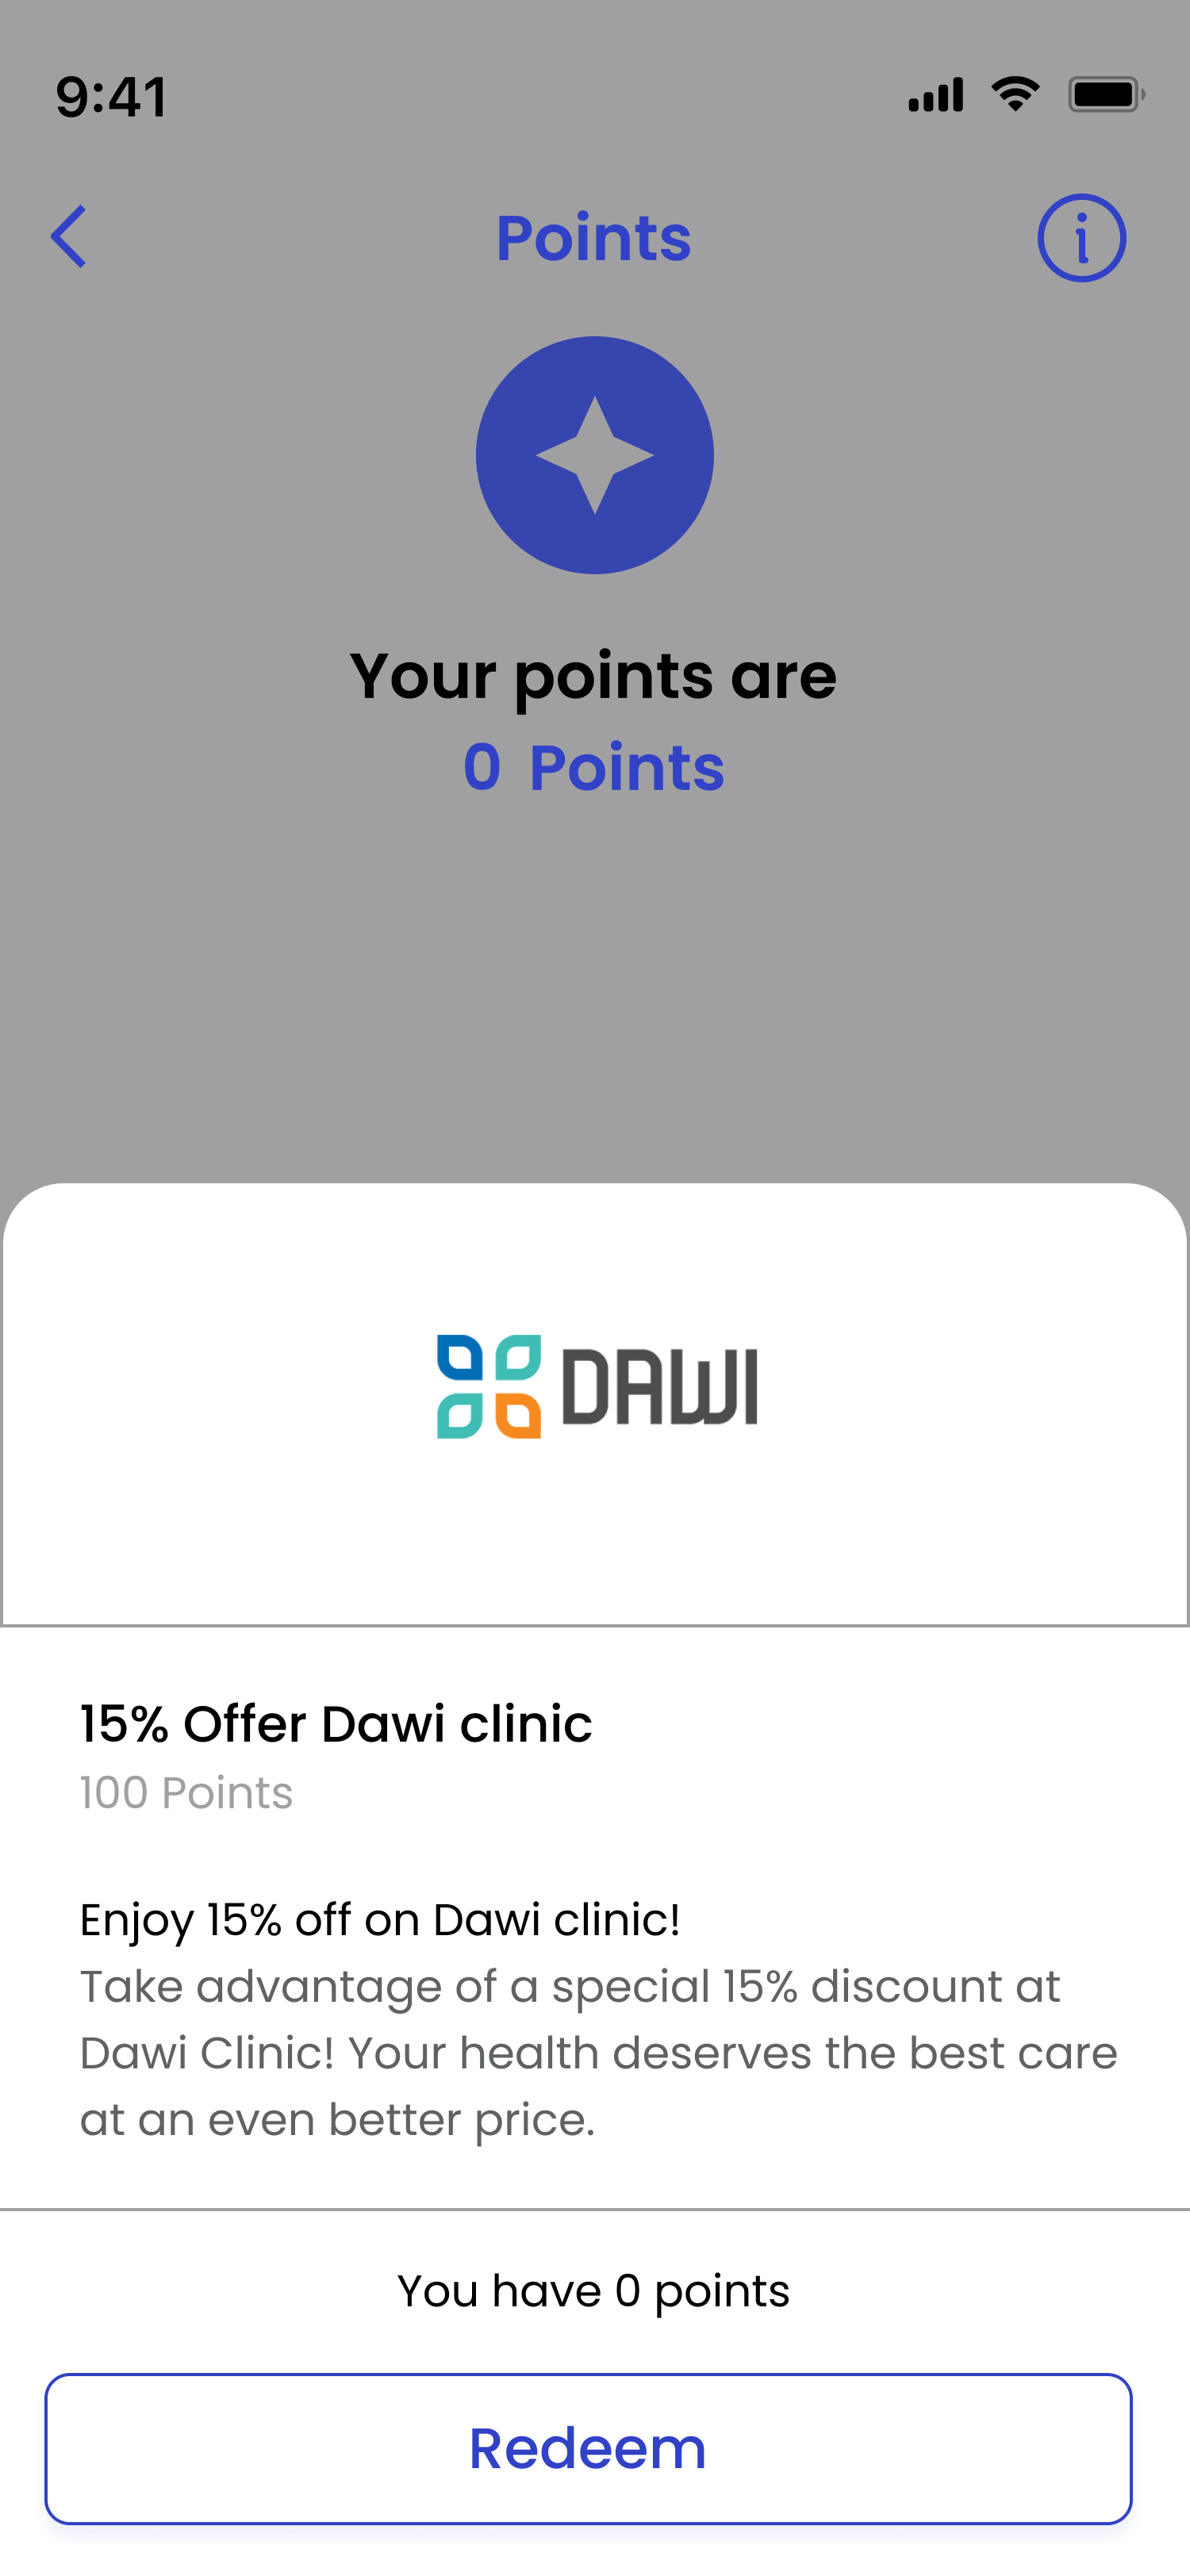 9:41
Points
Your points are
0 Points
DAWI
15% Offer Dawi clinic
100 Points
Enjoy 15% off on Dawi clinic!
Take advantage of a special 15% discount at
Dawi Clinic! Your health deserves the best care
at an even better price.
You have 0 points
Redeem